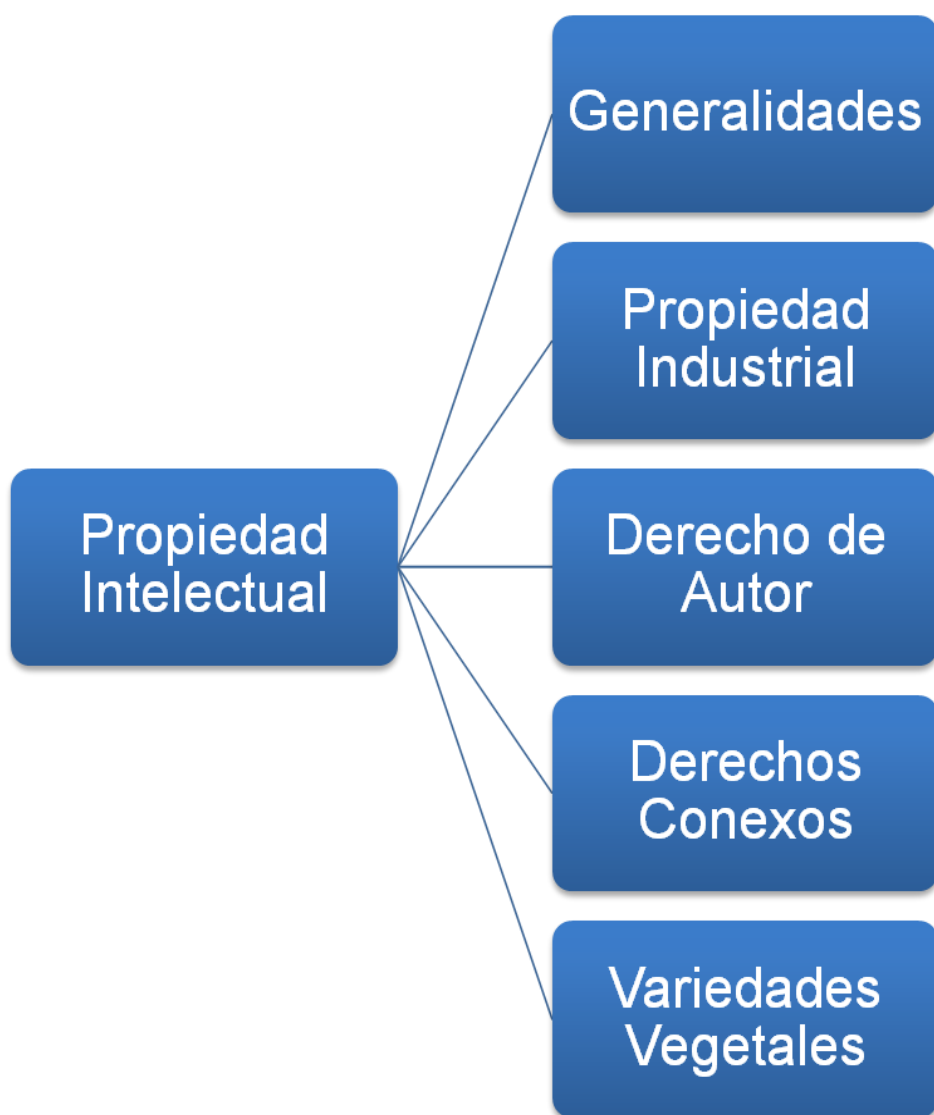 Generalidades
Propiedad
Industrial
Propiedad
Intelectual
Derecho de
Autor
Derechos
Conexos
Variedades
Vegetales